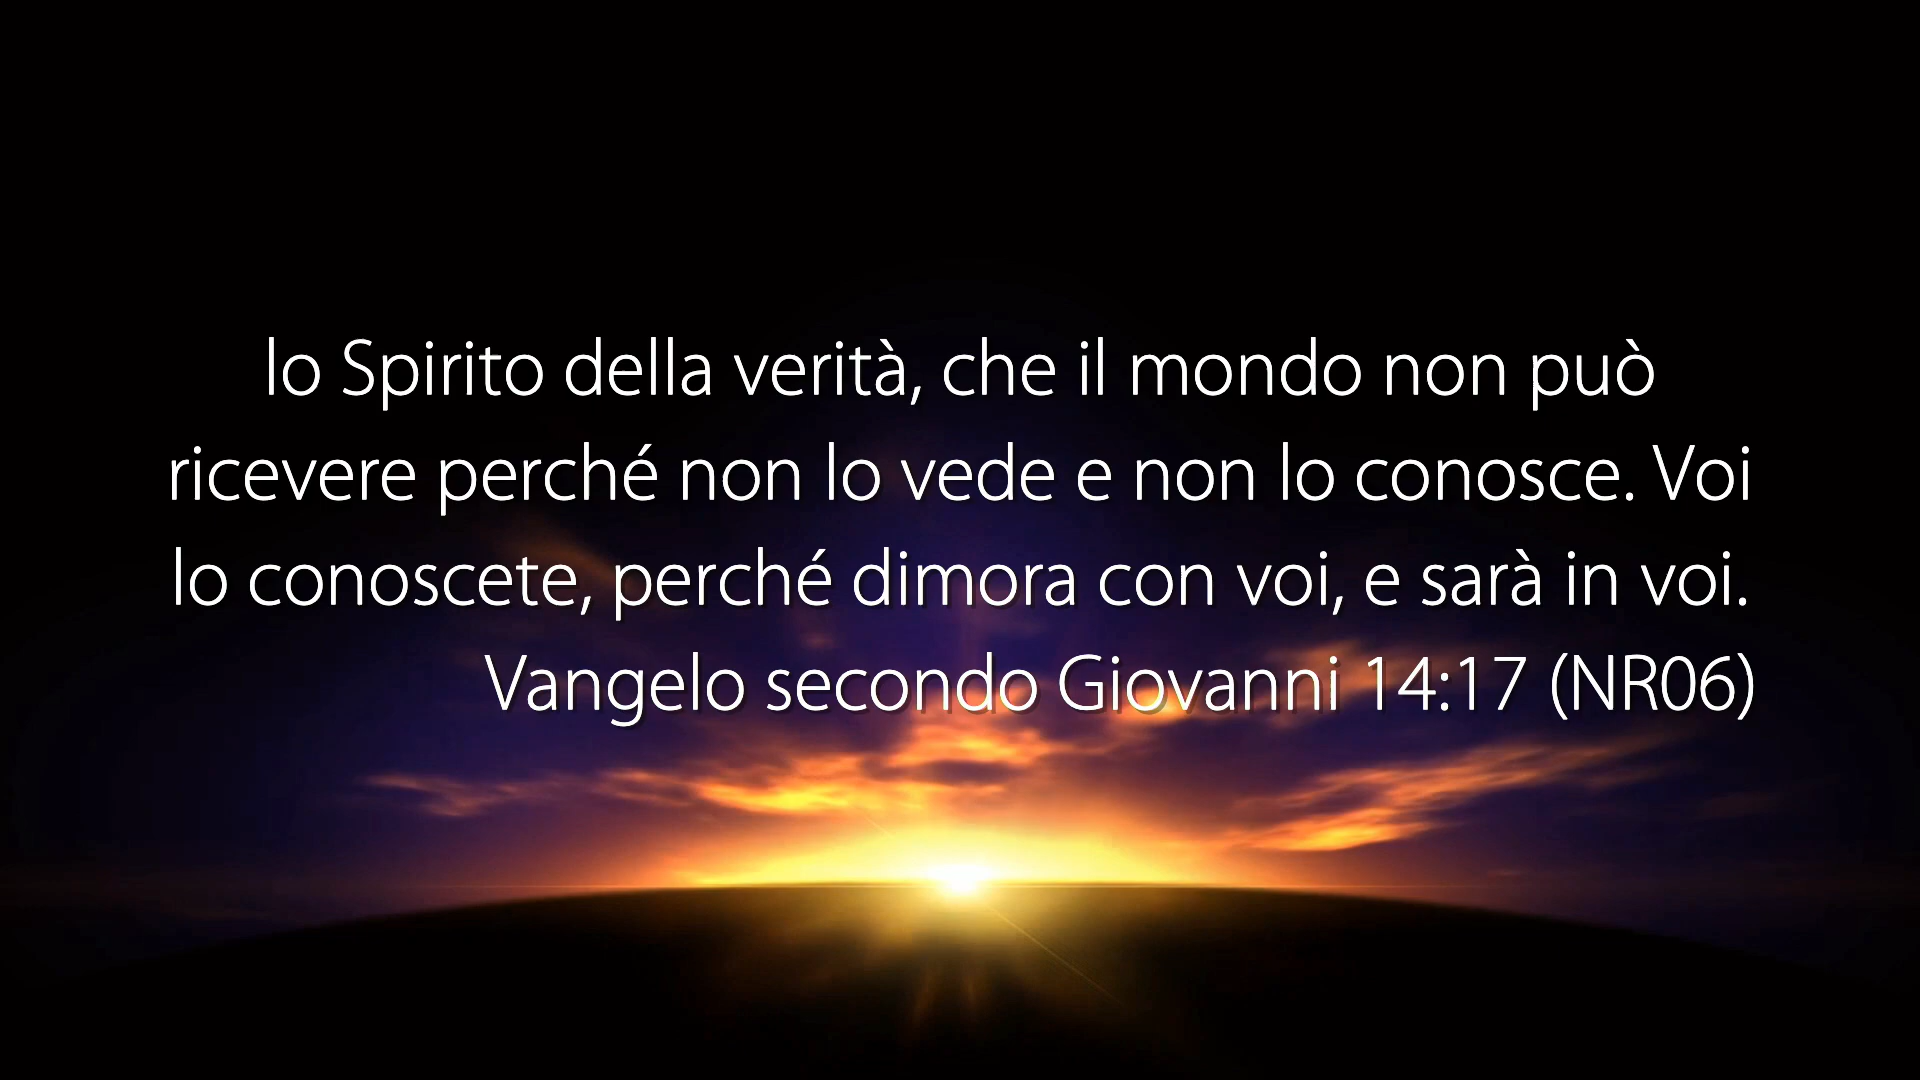 lo Spirito della verità, che il mondo non può
ricevere perché non lo vede e non lo conosce. Voi
lo conoscete, perché dimora con voi, e sarà in voi.
Vangelo secondo Giovanni 14:17 (NR06)